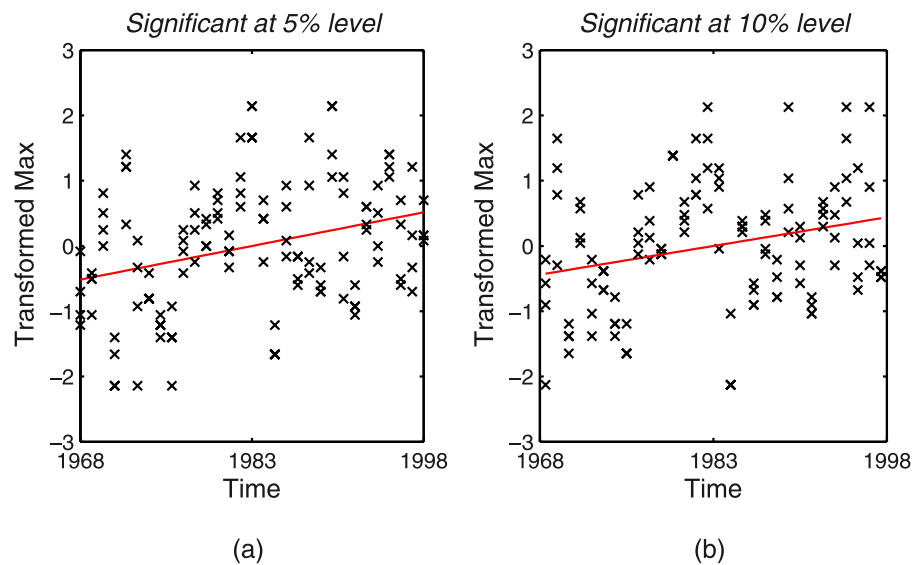 Significant at 5% level
3
2
1
0
−1
−2
−3
Transformed Max
1968
1983
1998
Time
(a)
Significant at 10% level
3
2
1
0
−1
−2
−3
Transformed Max
1968
1983
1998
Time
(b)